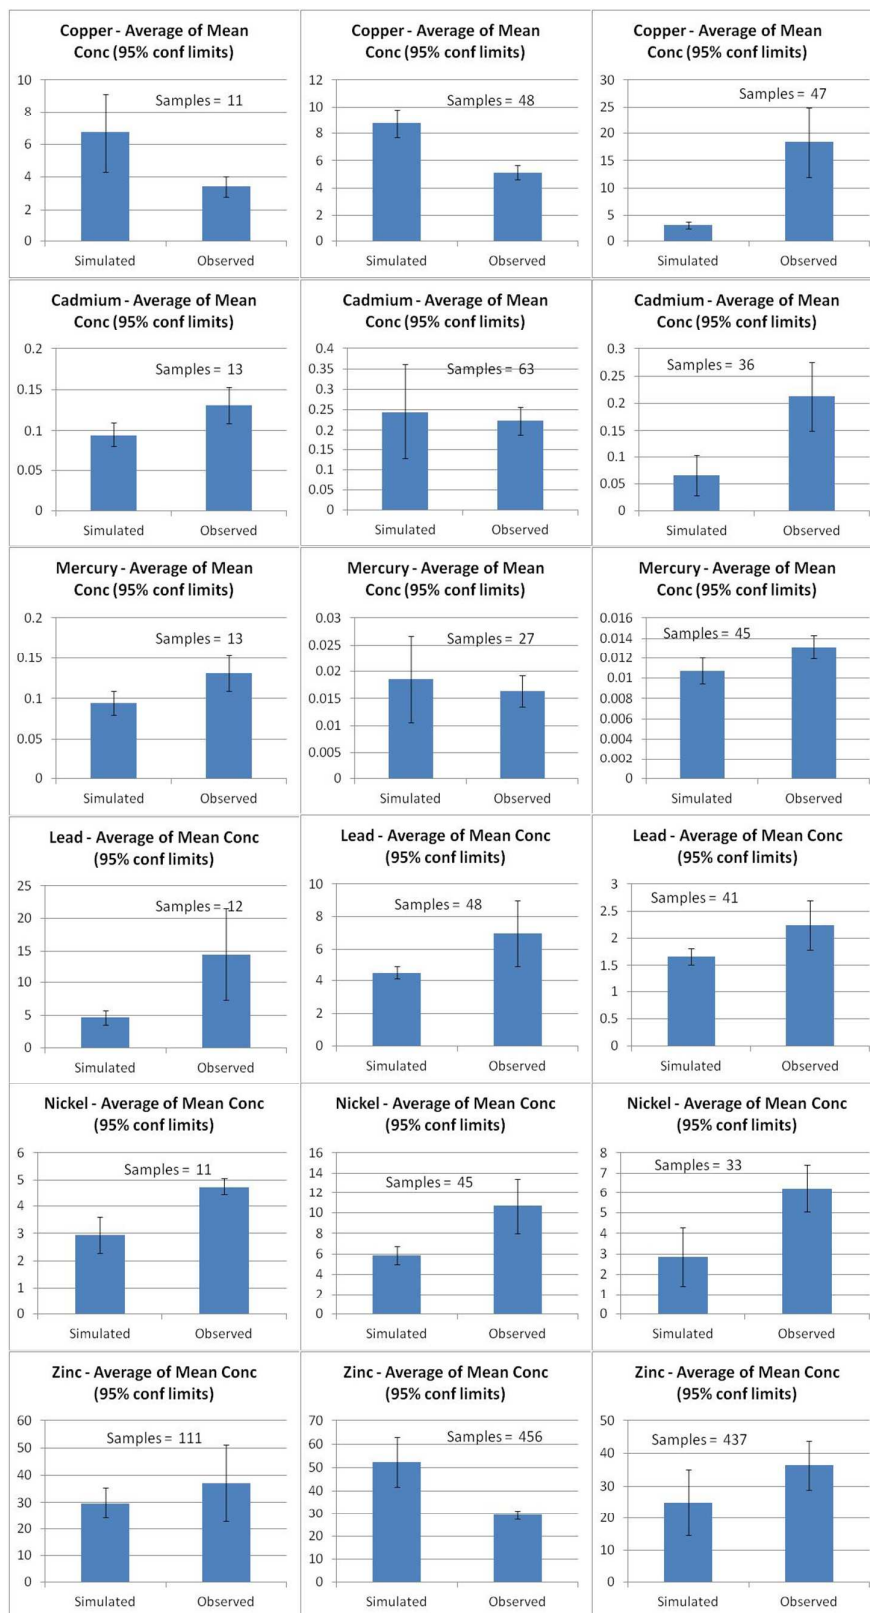 Copper - Average of Mean
Conc (95% conf limits)
10
8
6
4
2
0
Samples = 11
Simulated Observed
Copper - Average of Mean
Conc (95% conf limits)
12
10
8
6
4
2
0
Samples = 48
Simulated Observed
Copper - Average of Mean
Conc (95% conf limits)
30
25
20
15
10
5
0
Samples = 47
Simulated Observed
Cadmium - Average of Mean
Conc (95% conf limits)
0.2
0.15
0.1
0.05
0
Samples = 13
Simulated Observed
Cadmium - Average of Mean
Conc (95% conf limits)
0.4
0.35
0.3
0.25
0.2
0.15
0.1
0.05
0
Samples = 63
Simulated Observed
Cadmium - Average of Mean
Conc (95% conf limits)
0.3
0.25
0.2
0.15
0.1
0.05
0
Samples = 36
Simulated Observed
Mercury - Average of Mean
Conc (95% conf limits)
0.2
0.15
0.1
0.05
0
Samples = 13
Simulated Observed
Mercury - Average of Mean
Conc (95% conf limits)
0.03
0.025
0.02
0.015
0.01
0.005
0
Samples = 27
Simulated Observed
Mercury - Average of Mean
Conc (95% conf limits)
0.016
0.014
0.012
0.01
0.008
0.006
0.004
0.002
0
Samples = 45
Simulated Observed
Lead - Average of Mean Conc
(95% conf limits)
25
20
15
10
5
0
Samples = 12
Simulated Observed
Lead - Average of Mean Conc
(95% conf limits)
10
8
6
4
2
0
Samples = 48
Simulated Observed
Lead - Average of Mean Conc
(95% conf limits)
3
2.5
2
1.5
1
0.5
0
Samples = 41
Simulated Observed
Nickel - Average of Mean Conc
(95% conf limits)
6
5
4
3
2
1
0
Samples = 11
Simulated Observed
Nickel - Average of Mean Conc
(95% conf limits)
16
14
12
10
8
6
4
2
0
Samples = 45
Simulated Observed
Nickel - Average of Mean Conc
(95% conf limits)
8
7
6
5
4
3
2
1
0
Samples = 33
Simulated Observed
Zinc - Average of Mean Conc
(95% conf limits)
60
50
40
30
20
10
0
Samples = 111
Simulated Observed
Zinc - Average of Mean Conc
(95% conf limits)
70
60
50
40
30
20
10
0
Samples = 456
Simulated Observed
Zinc - Average of Mean Conc
(95% conf limits)
50
40
30
20
10
0
Samples = 437
Simulated Observed